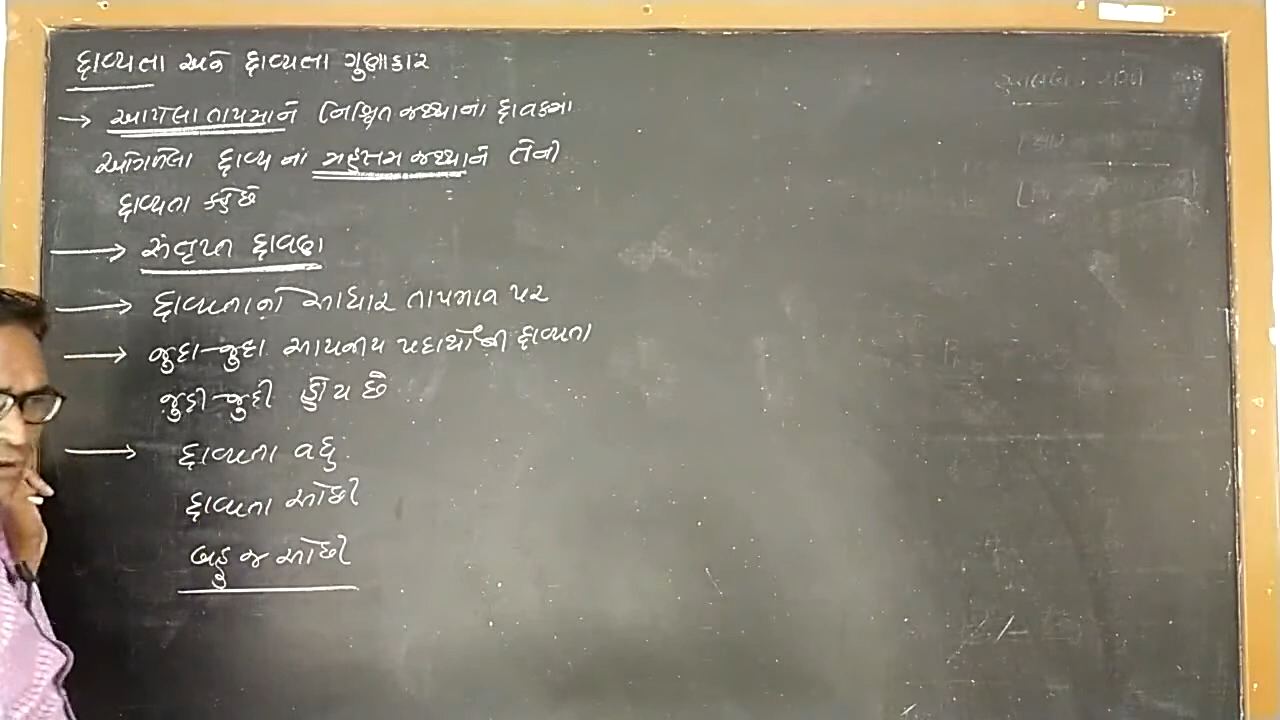 દ્રાવ્યતા અને દ્રાવ્યતા ગુણાકાર
→ આપેલા તાપમાને નિશ્ચિત જથ્થાના દ્રાવકમાં
ઓગળેલા દ્રાવ્ય નાં મહત્તમ જથ્થાને તેની
દ્રાવ્યતા કહે છે
→ સંતૃપ્ત દ્રાવણ
→ દ્રાવ્યતાનો આધાર તાપમાન પર
→ જુદા-જુદા આયનીય પદાર્થોની દ્રાવ્યતા
જુદી-જુદી હોય છે
→ દ્રાવ્યતા વધુ
દ્રાવ્યતા ઓછી
બહુ જ ઓછી